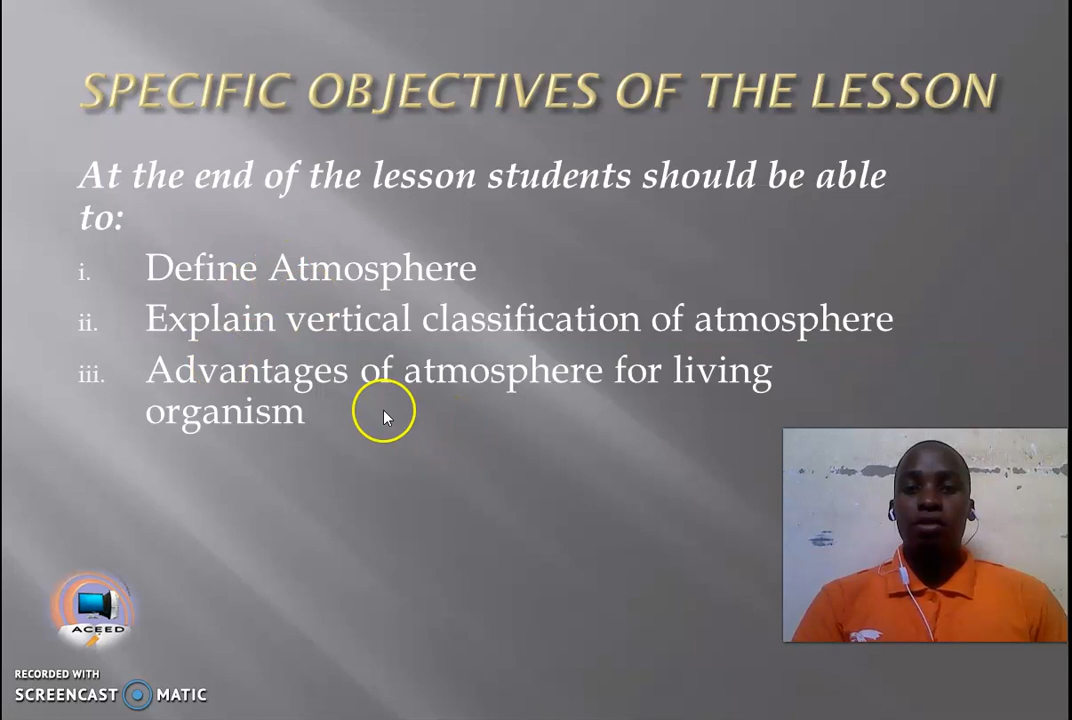 SPECIFIC OBJECTIVES OF THE LESSON
At the end of the lesson students should be able
to:
i. Define Atmosphere
ii. Explain vertical classification of atmosphere
iii. Advantages of atmosphere for living
organism
ACEED
RECORDED WITH
SCREENCAST MATIC